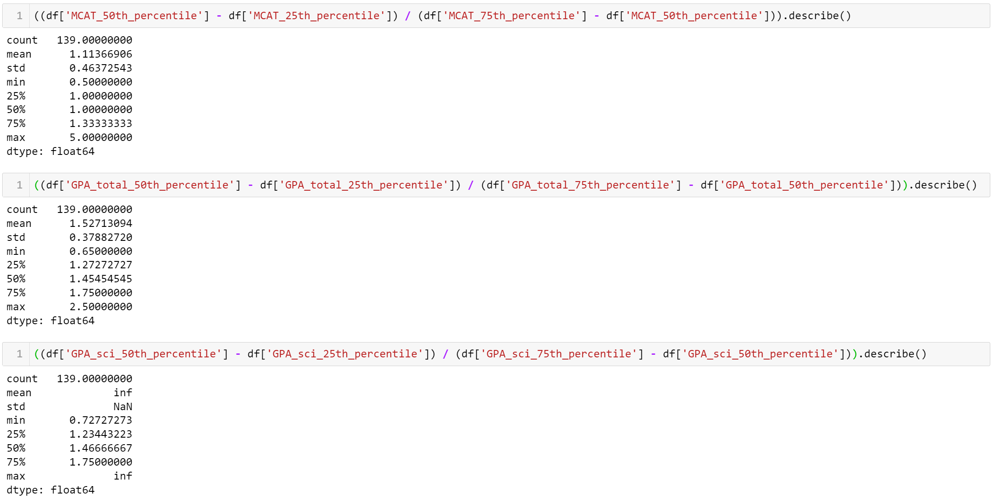 1 ((df['MCAT_50th_percentile'] - df['MCAT_25th_percentile']) / (df['MCAT_75th_percentile'] - df['MCAT_50th_percentile'])).describe()
count 139.00000000
mean 1.11366906
std 0.46372543
min 0.50000000
25% 1.00000000
50% 1.00000000
75% 1.33333333
max 5.00000000
dtype: float64
1 ((df['GPA_total_50th_percentile'] - df['GPA_total_25th_percentile']) / (df['GPA_total_75th_percentile'] - df['GPA_total_50th_percentile'])).describe()
count 139.00000000
mean 1.52713094
std 0.37882720
min 0.65000000
25% 1.27272727
50% 1.45454545
75% 1.75000000
max 2.50000000
dtype: float64
1 ((df['GPA_sci_50th_percentile'] - df['GPA_sci_25th_percentile']) / (df['GPA_sci_75th_percentile'] - df['GPA_sci_50th_percentile'])).describe()
count 139.00000000
mean inf
std NaN
min 0.72727273
25% 1.23443223
50% 1.46666667
75% 1.75000000
max inf
dtype: float64